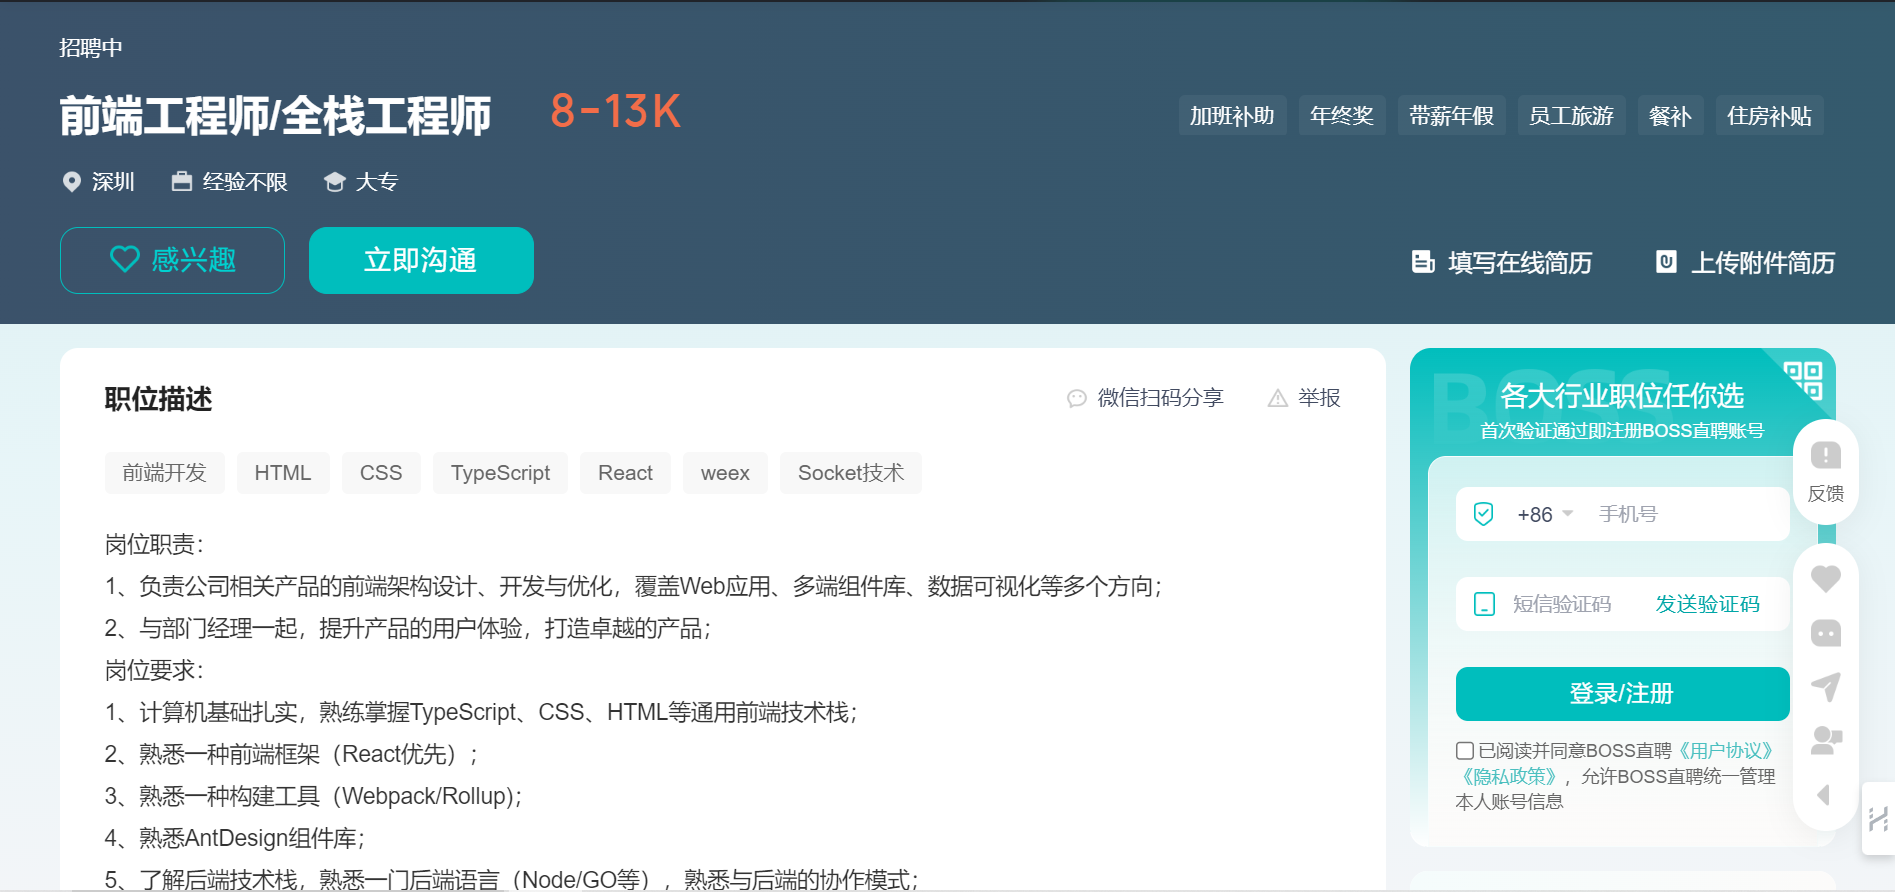 招聘中
前端工程师/全栈工程师 8-13K
加班补助 年终奖 带薪年假 员工旅游 餐补 住房补贴
深圳 经验不限 大专
感兴趣 立即沟通
填写在线简历 上传附件简历
职位描述
微信扫码分享 举报
前端开发 HTML CSS TypeScript React weex Socket技术
岗位职责：
1、负责公司相关产品的前端架构设计、开发与优化，覆盖Web应用、多端组件库、数据可视化等多个方向；
2、与部门经理一起，提升产品的用户体验，打造卓越的产品；
岗位要求：
1、计算机基础扎实，熟练掌握TypeScript、CSS、HTML等通用前端技术栈；
2、熟悉一种前端框架（React优先）；
3、熟悉一种构建工具（Webpack/Rollup)；
4、熟悉AntDesign组件库；
5、了解后端技术栈，熟悉一门后端语言（Node/GO等），熟悉与后端的协作模式；
BOSS
各大行业职位任你选
首次验证通过即注册BOSS直聘账号
+86 手机号
短信验证码 发送验证码
登录/注册
已阅读并同意BOSS直聘《用户协议》
《隐私政策》，允许BOSS直聘统一管理
本人账号信息
反馈